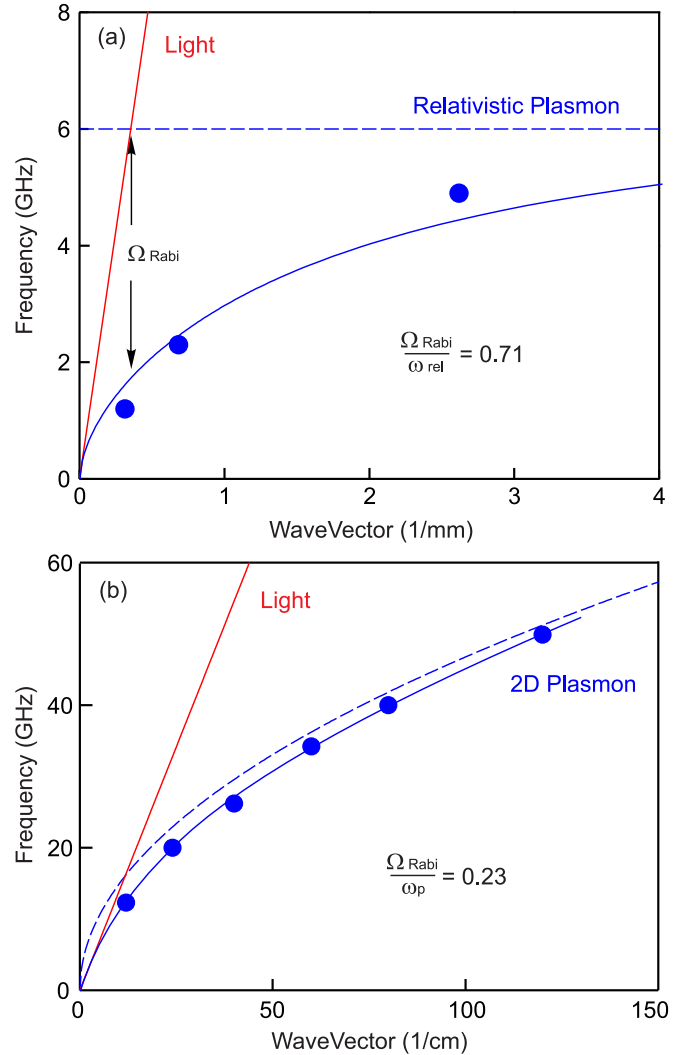 8
(a)
Light
Relativistic Plasmon
6
Frequency (GHz)
4
Ω Rabi
Ω Rabi
ω rel
= 0.71
2
0
0
1
2
3
4
WaveVector (1/mm)
60
(b)
Light
2D Plasmon
40
Frequency (GHz)
20
Ω Rabi
ωp
= 0.23
0
0
50
100
150
WaveVector (1/cm)